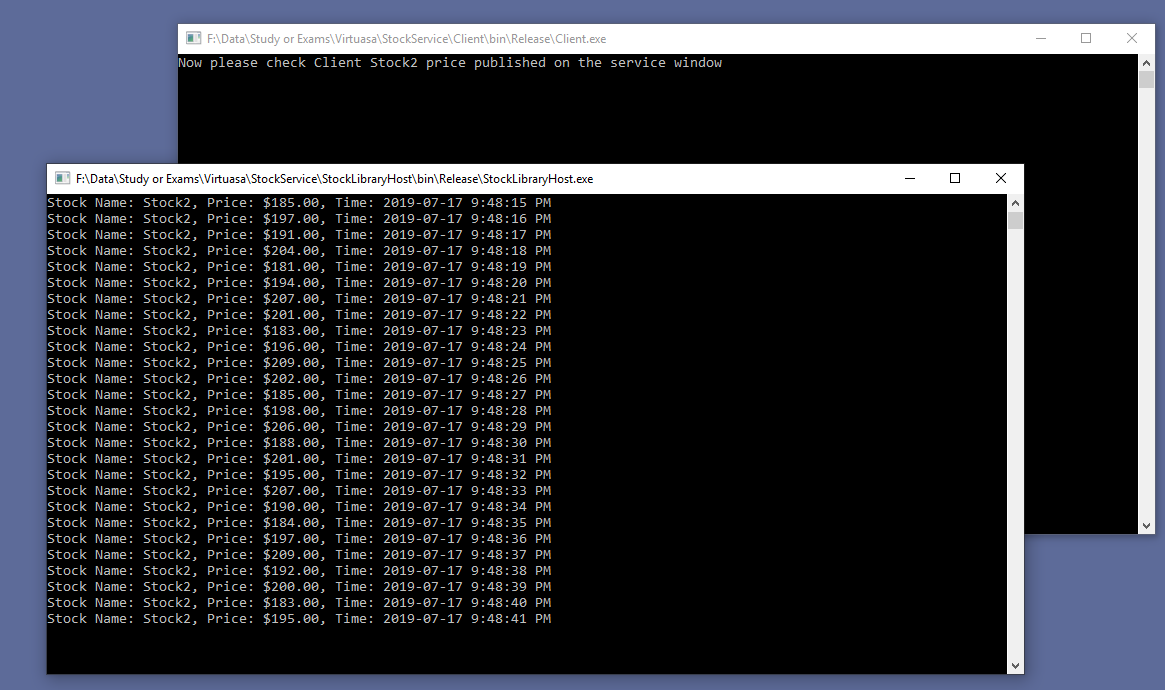 F:\Data\Study or Exams\Virtuasa\StockService\Client\bin\Release\Client.exe
Now please check Client Stock2 price published on the service window
F:\Data\Study or Exams\Virtuasa\StockService\StockLibraryHost\bin\Release\StockLibraryHost.exe
Stock Name: Stock2, Price: $185.00, Time: 2019-07-17 9:48:15 PM
Stock Name: Stock2, Price: $197.00, Time: 2019-07-17 9:48:16 PM
Stock Name: Stock2, Price: $191.00, Time: 2019-07-17 9:48:17 PM
Stock Name: Stock2, Price: $204.00, Time: 2019-07-17 9:48:18 PM
Stock Name: Stock2, Price: $181.00, Time: 2019-07-17 9:48:19 PM
Stock Name: Stock2, Price: $194.00, Time: 2019-07-17 9:48:20 PM
Stock Name: Stock2, Price: $207.00, Time: 2019-07-17 9:48:21 PM
Stock Name: Stock2, Price: $201.00, Time: 2019-07-17 9:48:22 PM
Stock Name: Stock2, Price: $183.00, Time: 2019-07-17 9:48:23 PM
Stock Name: Stock2, Price: $196.00, Time: 2019-07-17 9:48:24 PM
Stock Name: Stock2, Price: $209.00, Time: 2019-07-17 9:48:25 PM
Stock Name: Stock2, Price: $202.00, Time: 2019-07-17 9:48:26 PM
Stock Name: Stock2, Price: $185.00, Time: 2019-07-17 9:48:27 PM
Stock Name: Stock2, Price: $198.00, Time: 2019-07-17 9:48:28 PM
Stock Name: Stock2, Price: $206.00, Time: 2019-07-17 9:48:29 PM
Stock Name: Stock2, Price: $188.00, Time: 2019-07-17 9:48:30 PM
Stock Name: Stock2, Price: $201.00, Time: 2019-07-17 9:48:31 PM
Stock Name: Stock2, Price: $195.00, Time: 2019-07-17 9:48:32 PM
Stock Name: Stock2, Price: $207.00, Time: 2019-07-17 9:48:33 PM
Stock Name: Stock2, Price: $190.00, Time: 2019-07-17 9:48:34 PM
Stock Name: Stock2, Price: $184.00, Time: 2019-07-17 9:48:35 PM
Stock Name: Stock2, Price: $197.00, Time: 2019-07-17 9:48:36 PM
Stock Name: Stock2, Price: $209.00, Time: 2019-07-17 9:48:37 PM
Stock Name: Stock2, Price: $192.00, Time: 2019-07-17 9:48:38 PM
Stock Name: Stock2, Price: $200.00, Time: 2019-07-17 9:48:39 PM
Stock Name: Stock2, Price: $183.00, Time: 2019-07-17 9:48:40 PM
Stock Name: Stock2, Price: $195.00, Time: 2019-07-17 9:48:41 PM